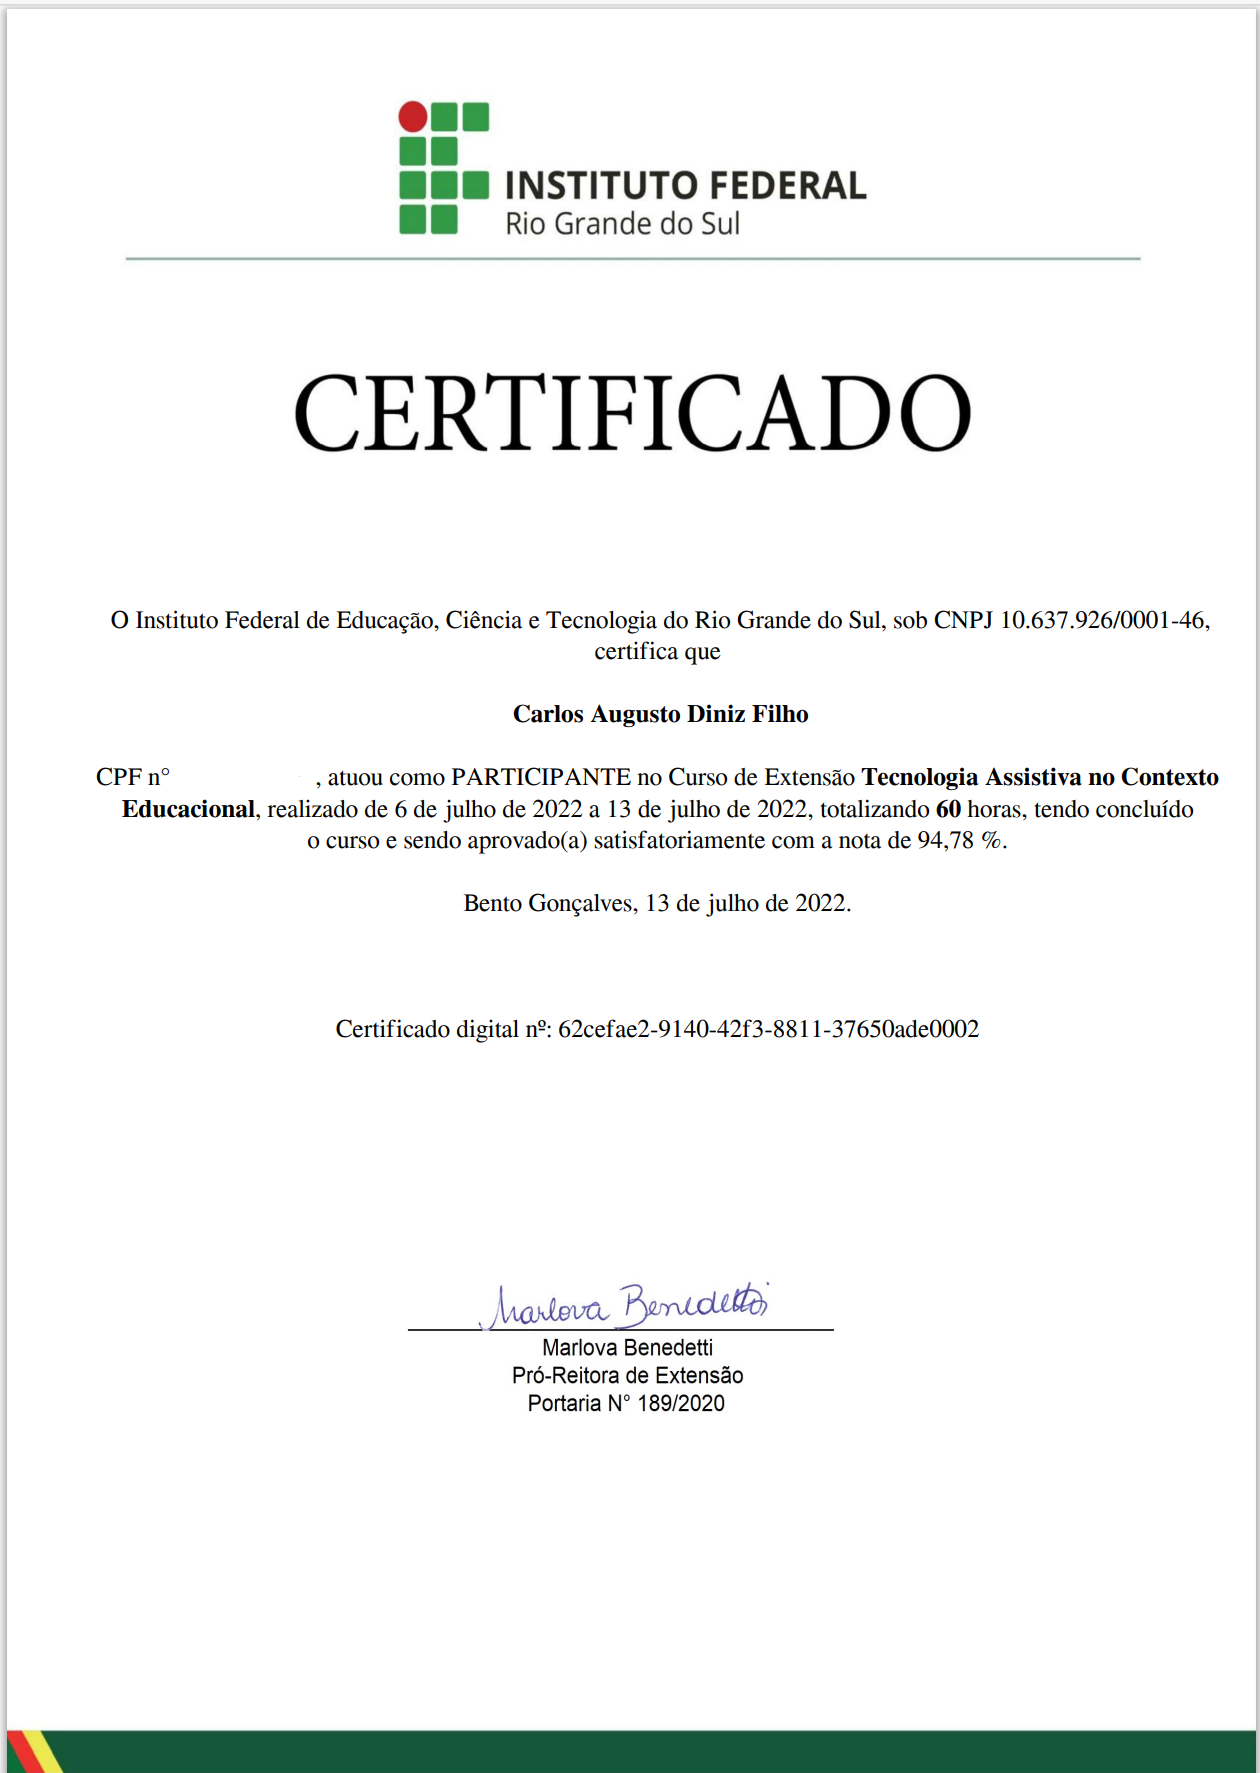 INSTITUTO FEDERAL
Rio Grande do Sul
CERTIFICADO
O Instituto Federal de Educação, Ciência e Tecnologia do Rio Grande do Sul, sob CNPJ 10.637.926/0001-46,
certifica que
Carlos Augusto Diniz Filho
CPF n° , atuou como PARTICIPANTE no Curso de Extensão Tecnologia Assistiva no Contexto
Educacional, realizado de 6 de julho de 2022 a 13 de julho de 2022, totalizando 60 horas, tendo concluído
o curso e sendo aprovado(a) satisfatoriamente com a nota de 94,78 %.
Bento Gonçalves, 13 de julho de 2022.
Certificado digital nº: 62cefae2-9140-42f3-8811-37650ade0002
Marlova Benedetti
Marlova Benedetti
Pró-Reitora de Extensão
Portaria N° 189/2020